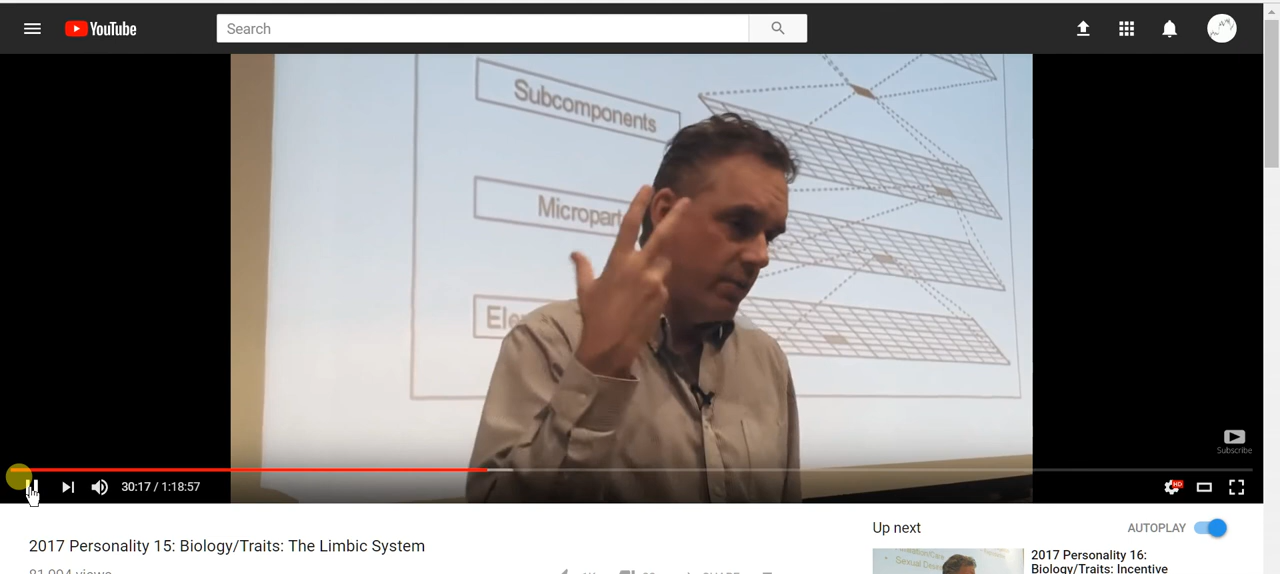 YouTube
Search
Subcomponents
Subscribe
30:17 / 1:18:57
HD
2017 Personality 15: Biology/Traits: The Limbic System
Up next
AUTOPLAY
2017 Personality 16:
Biology/Traits: Incentive